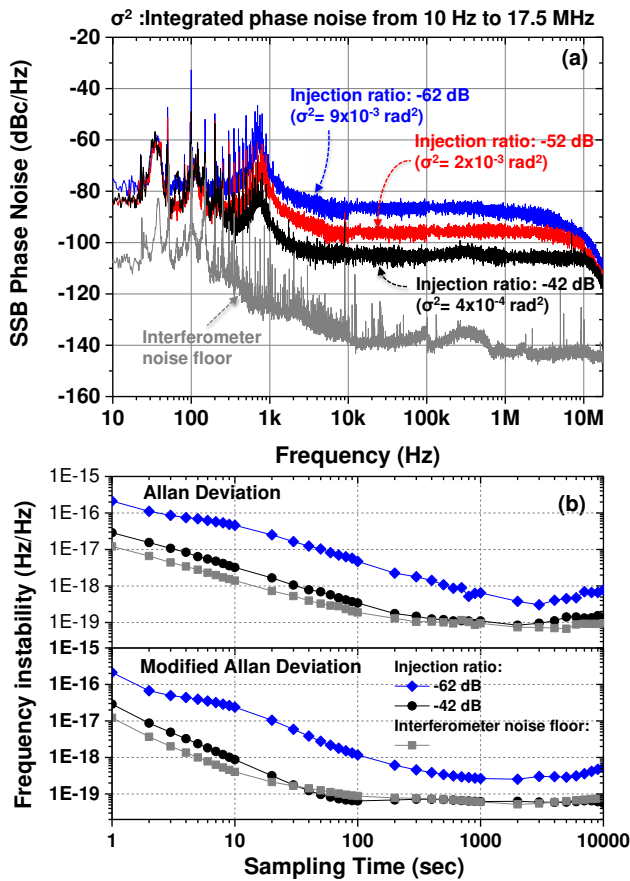 σ² :Integrated phase noise from 10 Hz to 17.5 MHz
(a)
SSB Phase Noise (dBc/Hz)
-20
-40
-60
-80
-100
-120
-140
-160
Injection ratio: -62 dB
(σ²= 9x10⁻³ rad²)
Injection ratio: -52 dB
(σ²= 2x10⁻³ rad²)
Injection ratio: -42 dB
(σ²= 4x10⁻⁴ rad²)
Interferometer
noise floor
10 100 1k 10k 100k 1M 10M
Frequency (Hz)
Frequency instability (Hz/Hz)
1E-15
1E-16
1E-17
1E-18
1E-19
Allan Deviation
(b)
1E-15
1E-16
1E-17
1E-18
1E-19
Modified Allan Deviation
Injection ratio:
-62 dB
-42 dB
Interferometer noise floor:
1 10 100 1000 10000
Sampling Time (sec)